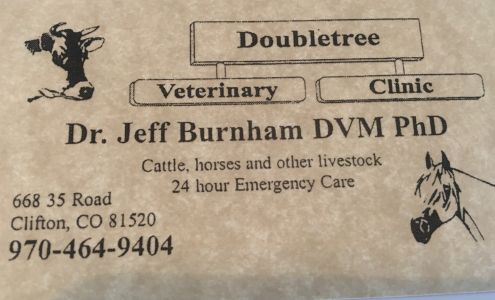 Doubletree
Veterinary Clinic
Dr. Jeff Burnham DVM PhD
Cattle, horses and other livestock
24 hour Emergency Care
668 35 Road
Clifton, CO 81520
970-464-9404